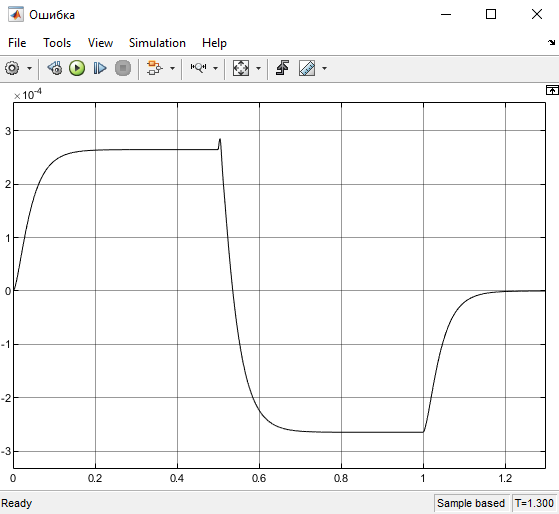 Ошибка
File Tools View Simulation Help
×10⁻⁴
3
2
1
0
-1
-2
-3
0 0.2 0.4 0.6 0.8 1 1.2
Ready Sample based T=1.300